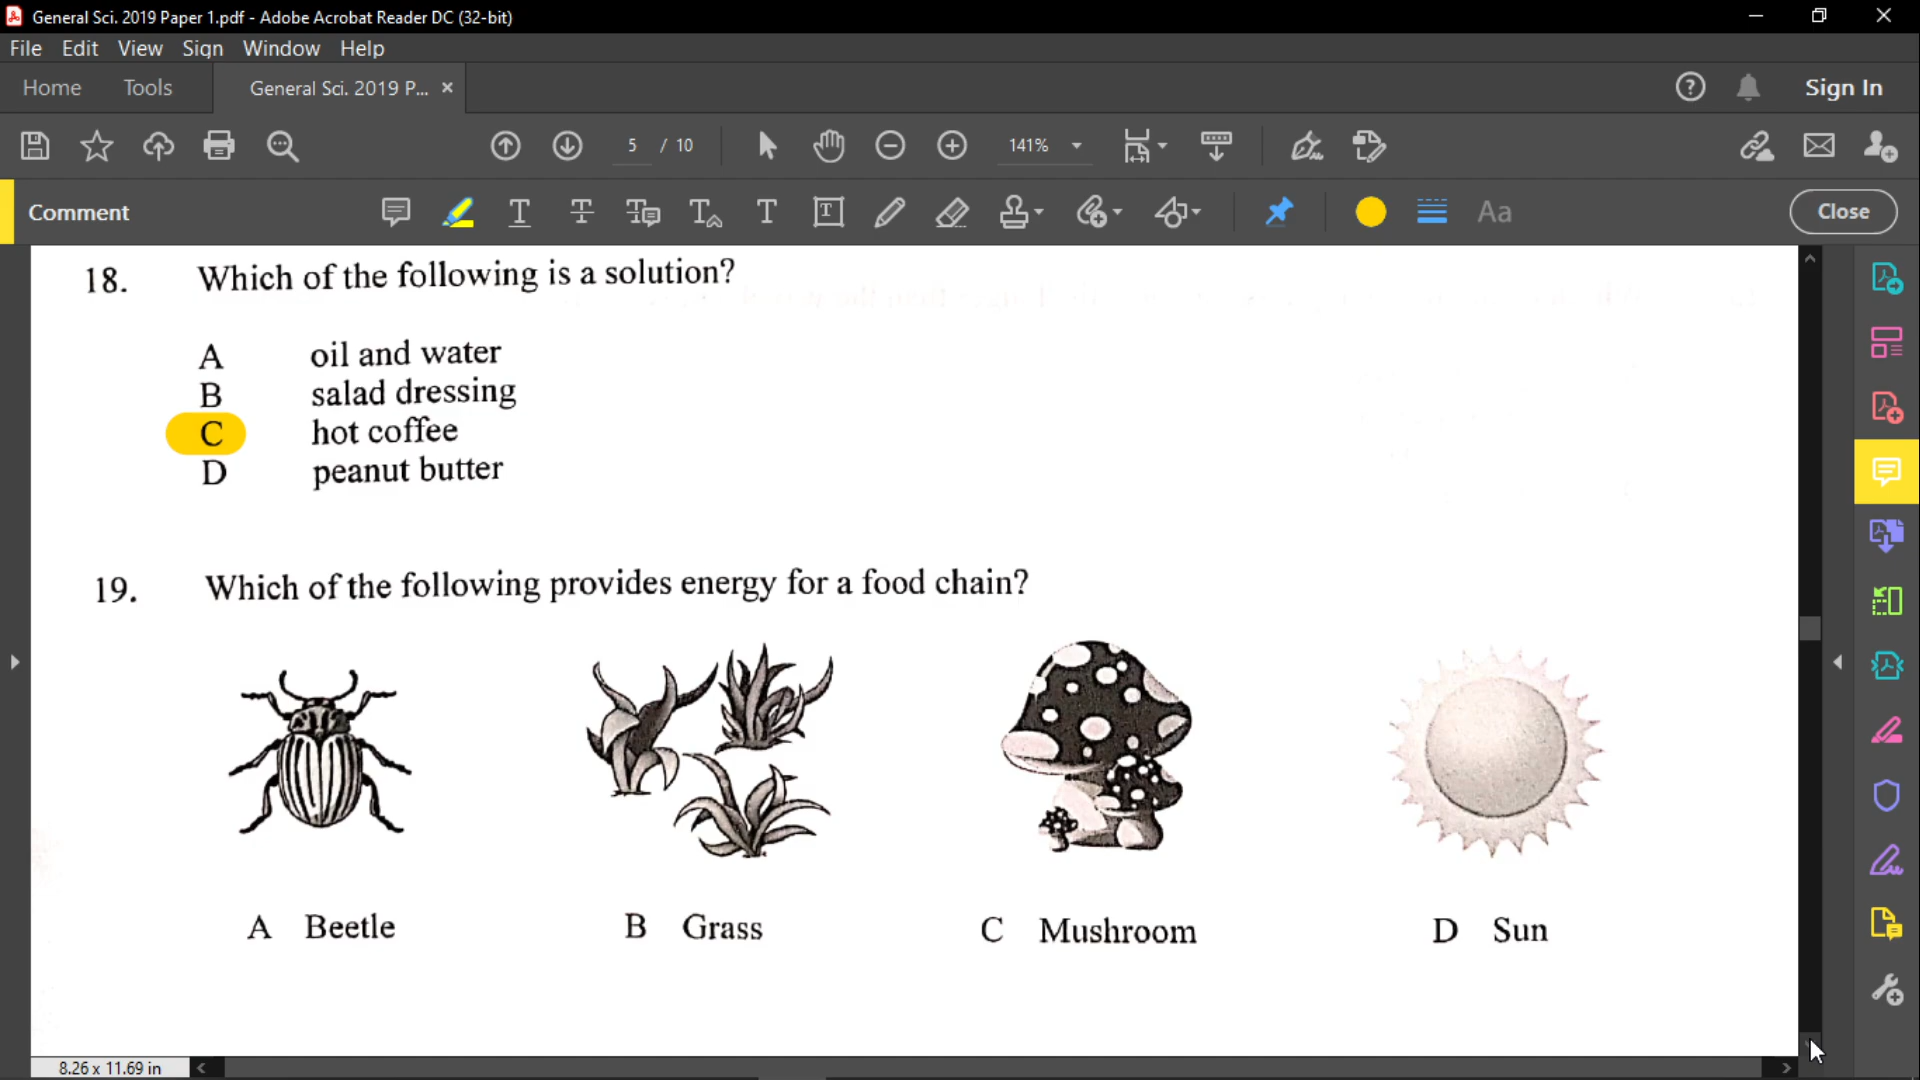 General Sci. 2019 Paper 1.pdf - Adobe Acrobat Reader DC (32-bit)
File Edit View Sign Window Help
Home Tools General Sci. 2019 P... × Sign In
5 / 10 141%
Comment Aa Close
18. Which of the following is a solution?
A oil and water
B salad dressing
C hot coffee
D peanut butter
19. Which of the following provides energy for a food chain?
A Beetle B Grass C Mushroom D Sun
8.26 x 11.69 in